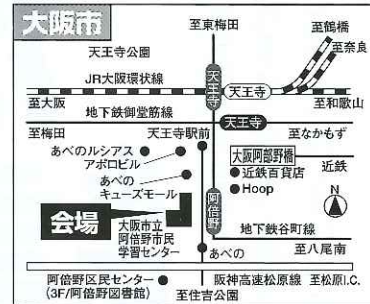 大阪市
至東梅田
至鶴橋
至奈良
天王寺公園
JR大阪環状線
天王寺
天王寺
至大阪
至和歌山
地下鉄御堂筋線
天王寺
至梅田
天王寺駅前
至なかもず
あべのルシアス
アポロビル
大阪阿部野橋
近鉄
近鉄百貨店
Hoop
あべの
キューズモール
阿倍野
N
会場
大阪市立
阿倍野市民
学習センター
地下鉄谷町線
あべの
至八尾南
阿倍野区民センター
(3F/阿倍野図書館)
阪神高速松原線
至松原I.C.
至住吉公園